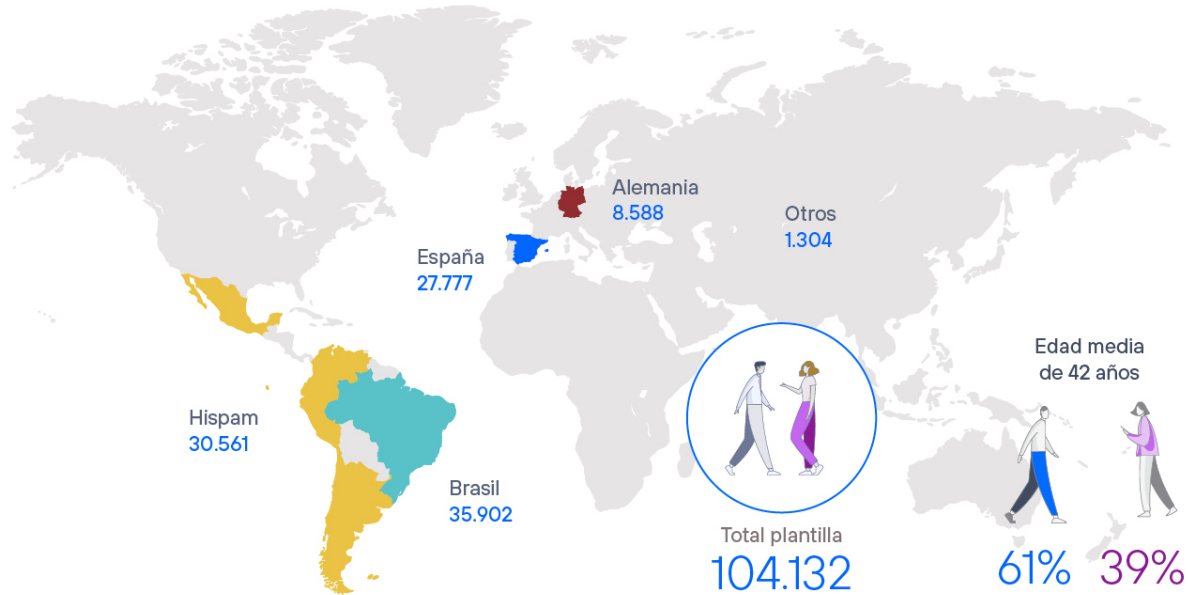 Alemania
8.588
Otros
1.304
España
27.777
Edad media
de 42 años
Hispam
30.561
Brasil
35.902
Total plantilla
104.132
61% 39%